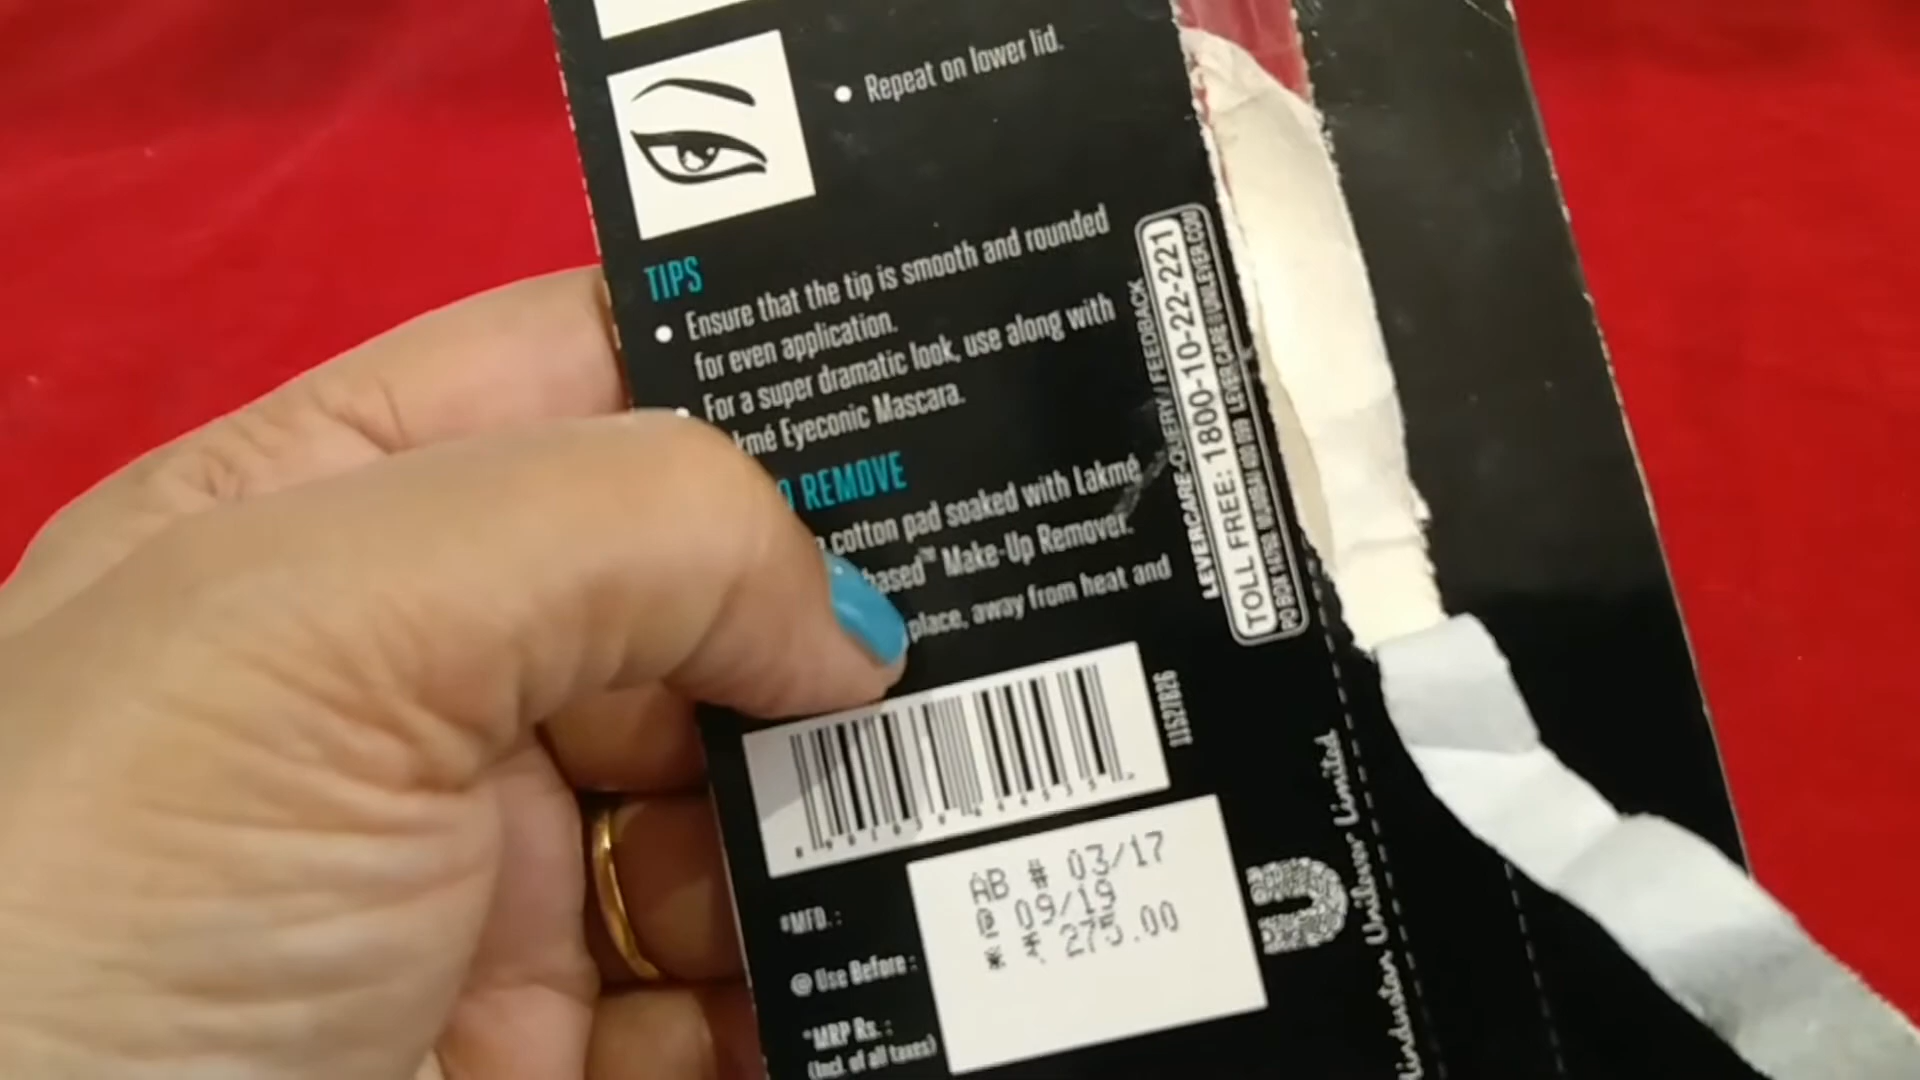 Repeat on lower lid.
TIPS
Ensure that the tip is smooth and rounded
for even application.
For a super dramatic look, use along with
kmé Eyeconic Mascara.
O REMOVE
cotton pad soaked with Lakmé
based™ Make-Up Remover.
place, away from heat and
LEVERCARE-QUERY / FEEDBACK
TOLL FREE: 1800-10-22-221
11527826
#MFD.:
@ Use Before :
*MRP Rs. :
(Incl. of all taxes)
AB # 03/17
@ 09/19
* ₹ 275.00
Hindustan Unilever Limited